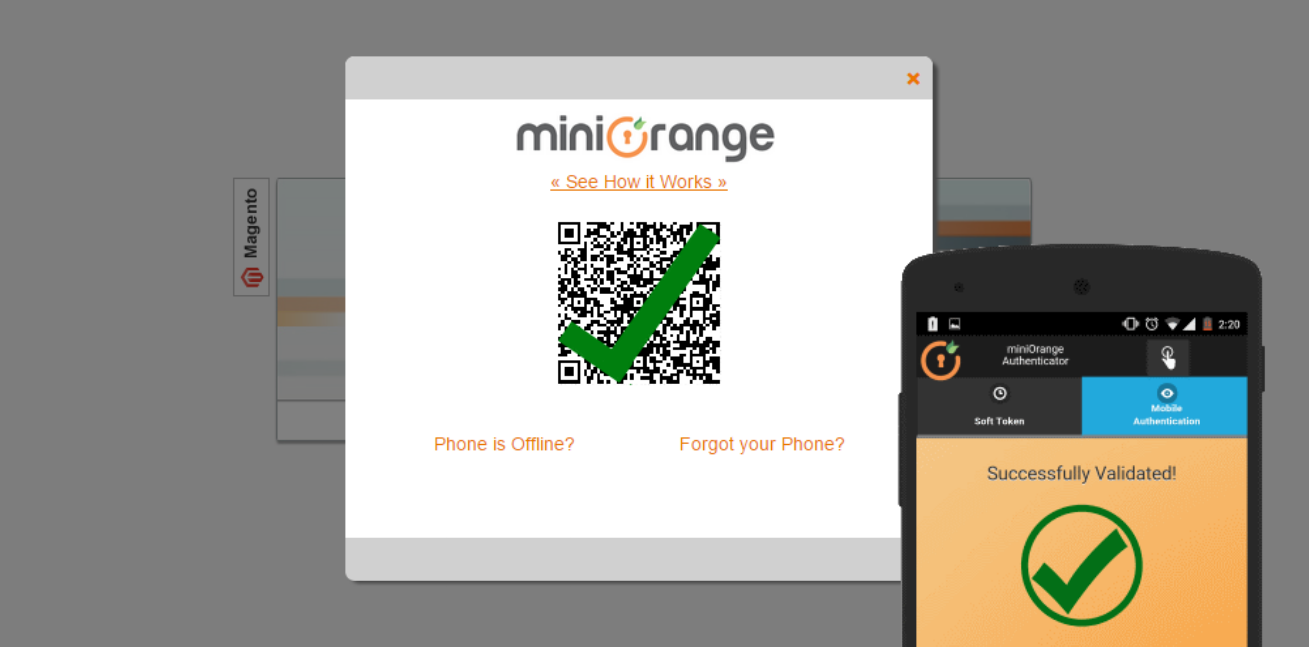 Magento
miniOrange
« See How it Works »
Phone is Offline?
Forgot your Phone?
2:20
miniOrange
Authenticator
Soft Token
Mobile
Authentication
Successfully Validated!